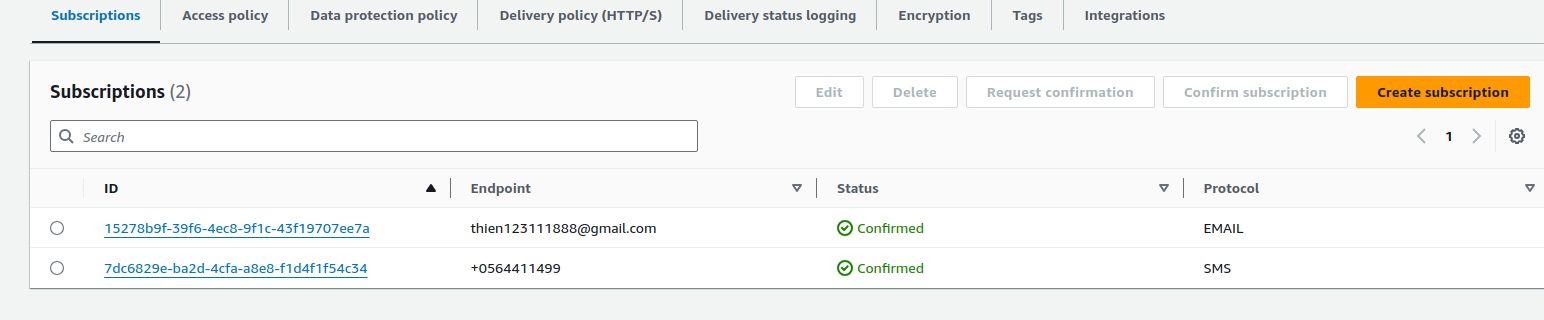 Subscriptions Access policy Data protection policy Delivery policy (HTTP/S) Delivery status logging Encryption Tags Integrations
Subscriptions (2) Edit Delete Request confirmation Confirm subscription Create subscription
Search 1
ID Endpoint Status Protocol
15278b9f-39f6-4ec8-9f1c-43f19707ee7a thien123111888@gmail.com Confirmed EMAIL
7dc6829e-ba2d-4cfa-a8e8-f1d4f1f54c34 +0564411499 Confirmed SMS